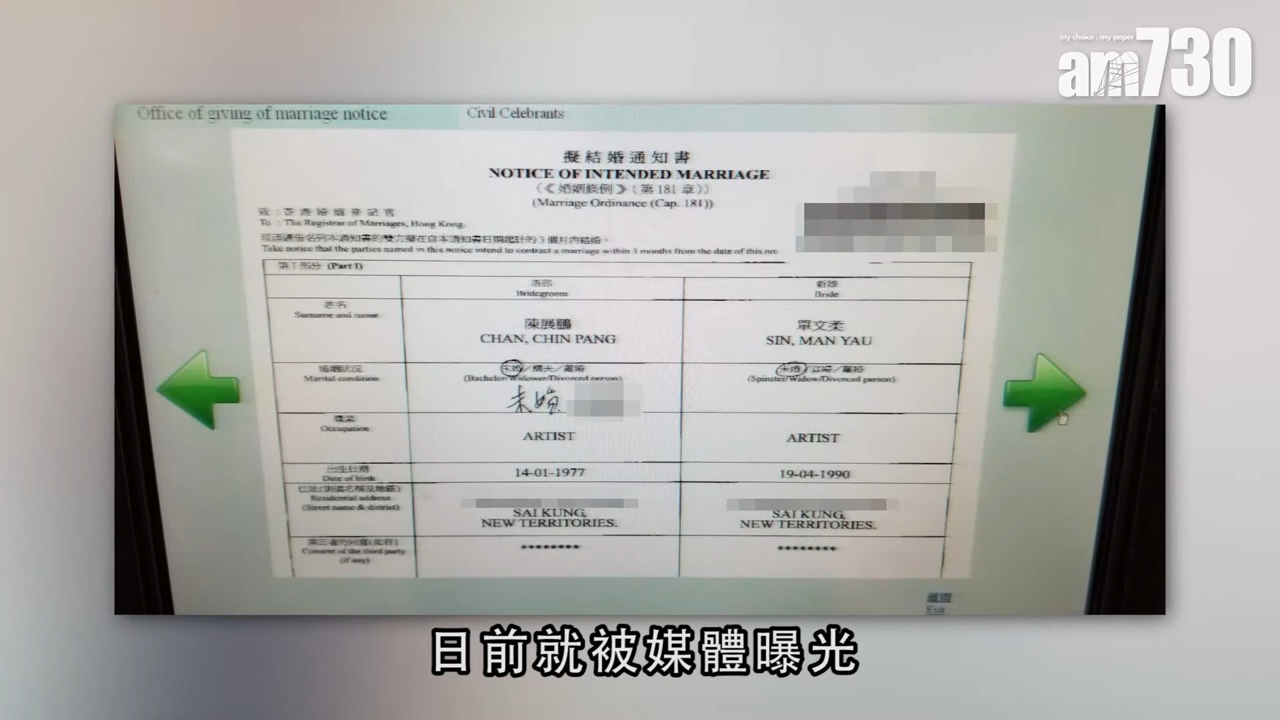 my choice . my paper
am730
Office of giving of marriage notice
Civil Celebrants
擬結婚通知書
NOTICE OF INTENDED MARRIAGE
(《婚姻條例》(第181章))
(Marriage Ordinance (Cap. 181))
致：香港婚姻登記官
To : The Registrar of Marriages, Hong Kong.
的雙方擬在自本通知書日期起計的3個月內結婚。
Take notice that the parties named in this notice intend to contract a marriage within 3 months from the date of this no
第I部分 (Part I)
新郎
Bridegroom
新娘
Bride
姓名
Surname and name
陳展鵬
CHAN, CHIN PANG
單文柔
SIN, MAN YAU
婚姻狀況
Marital condition
未婚/鰥夫/離婚
(Bachelor/Widower/Divorced person)
未婚
未婚/寡婦/離婚
(Spinster/Widow/Divorced person)
職業
Occupation
ARTIST
ARTIST
出生日期
Date of birth
14-01-1977
19-04-1990
住址(街道名稱及地區)
Residential address
(Street name & district)
SAI KUNG,
NEW TERRITORIES.
SAI KUNG,
NEW TERRITORIES.
第三者的同意(如有)
Consent of the third party
(if any)
********
********
離開
Exit
日前就被媒體曝光